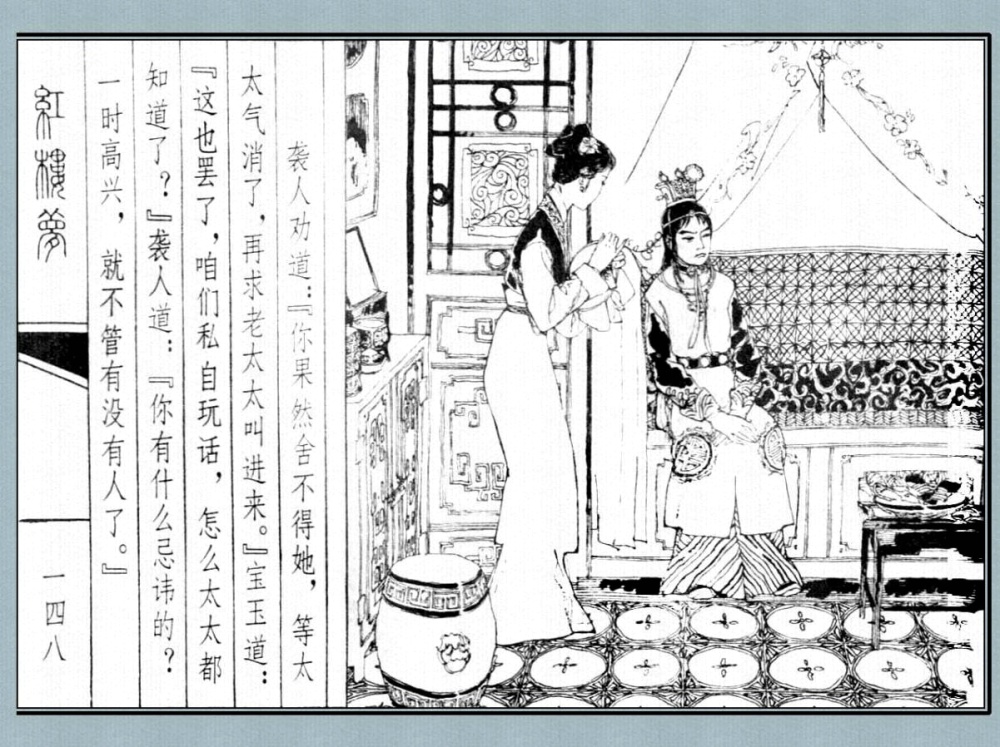 袭人劝道：『你果然舍不得她，等太
太气消了，再求老太太叫进来。』宝玉道：
『这也罢了，咱们私自玩话，怎么太太都
知道了？』袭人道：『你有什么忌讳的？
一时高兴，就不管有没有人了。』
红楼梦
一四八